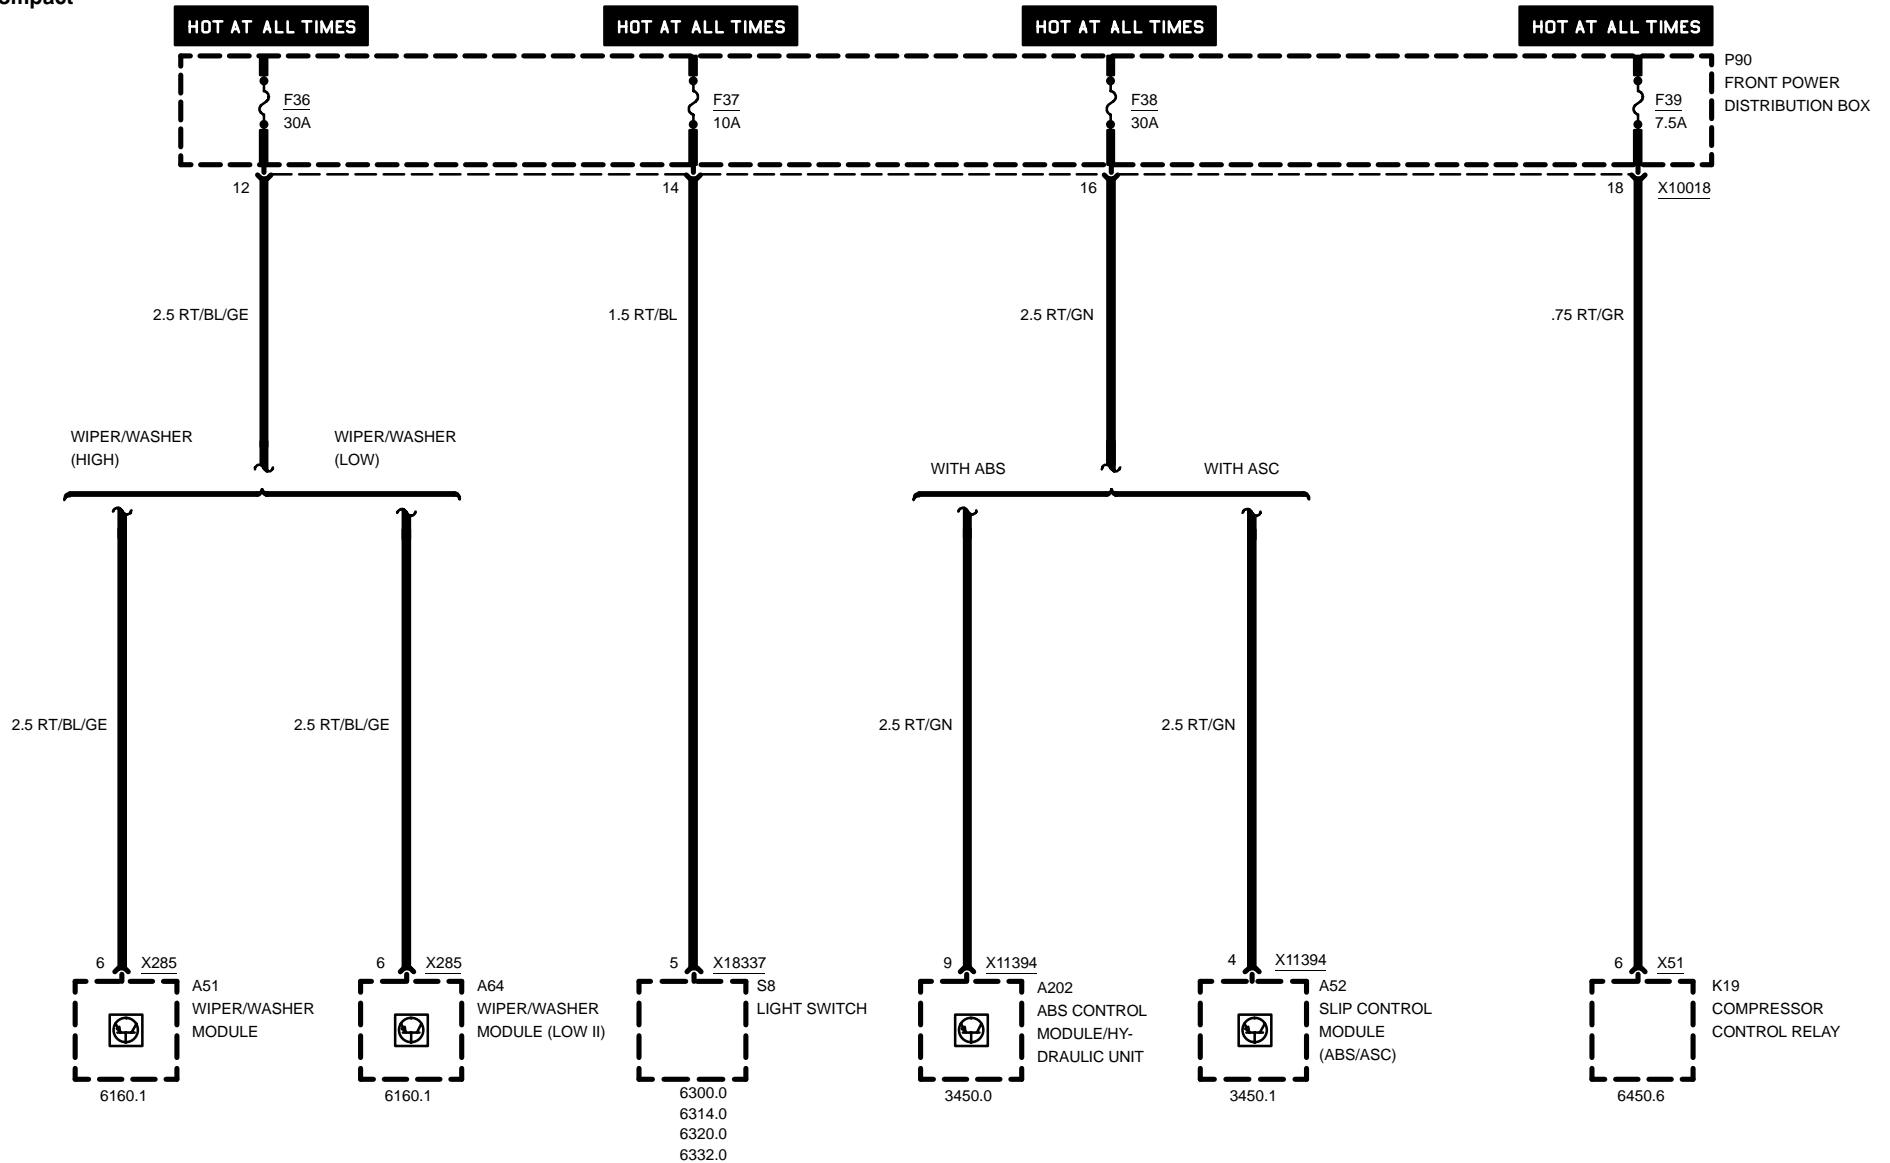 HOT AT ALL TIMES
HOT AT ALL TIMES
HOT AT ALL TIMES
HOT AT ALL TIMES
P90
FRONT POWER
DISTRIBUTION BOX
F36
30A
F37
10A
F38
30A
F39
7.5A
12
14
16
18
X10018
2.5 RT/BL/GE
1.5 RT/BL
2.5 RT/GN
.75 RT/GR
WIPER/WASHER
(HIGH)
WIPER/WASHER
(LOW)
WITH ABS
WITH ASC
2.5 RT/BL/GE
2.5 RT/BL/GE
2.5 RT/GN
2.5 RT/GN
6
X285
A51
WIPER/WASHER
MODULE
6160.1
6
X285
A64
WIPER/WASHER
MODULE (LOW II)
6160.1
5
X18337
S8
LIGHT SWITCH
6300.0
6314.0
6320.0
6332.0
9
X11394
A202
ABS CONTROL
MODULE/HY-
DRAULIC UNIT
3450.0
4
X11394
A52
SLIP CONTROL
MODULE
(ABS/ASC)
3450.1
6
X51
K19
COMPRESSOR
CONTROL RELAY
6450.6